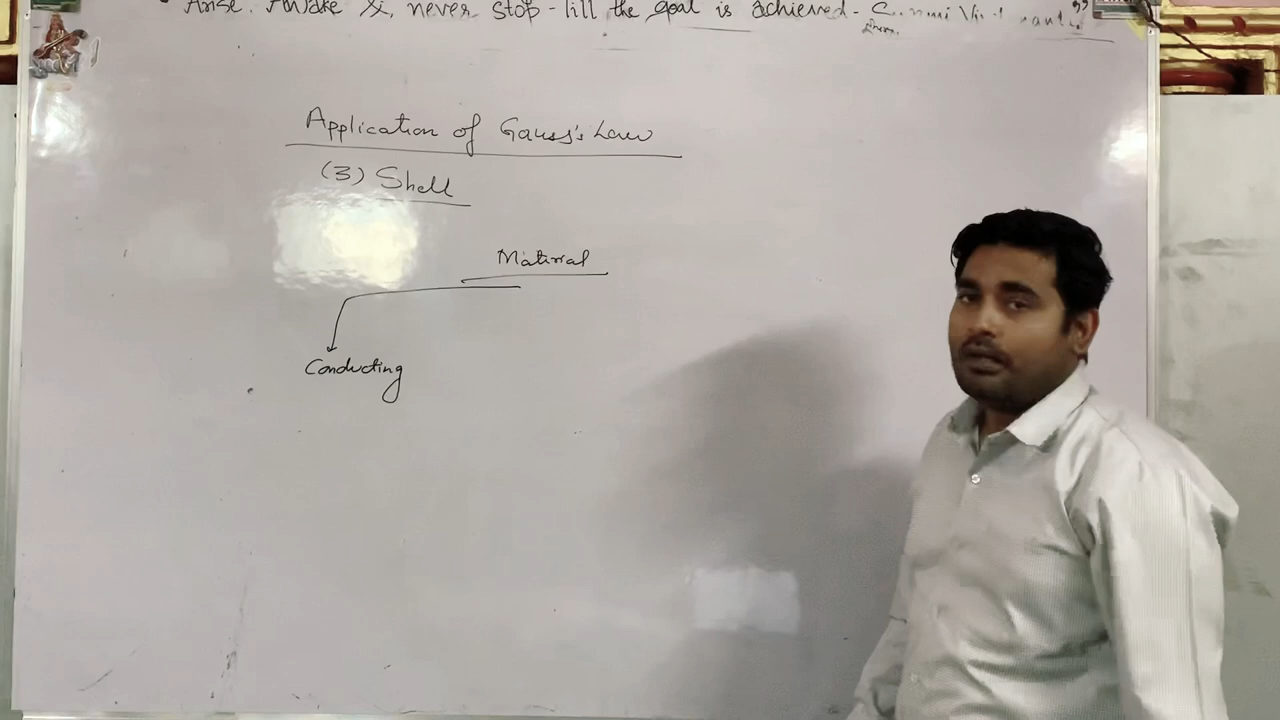 Arise. Awake & never stop till the goal is achieved -
Application of Gauss's Law
(3) Shell
Material
Conducting